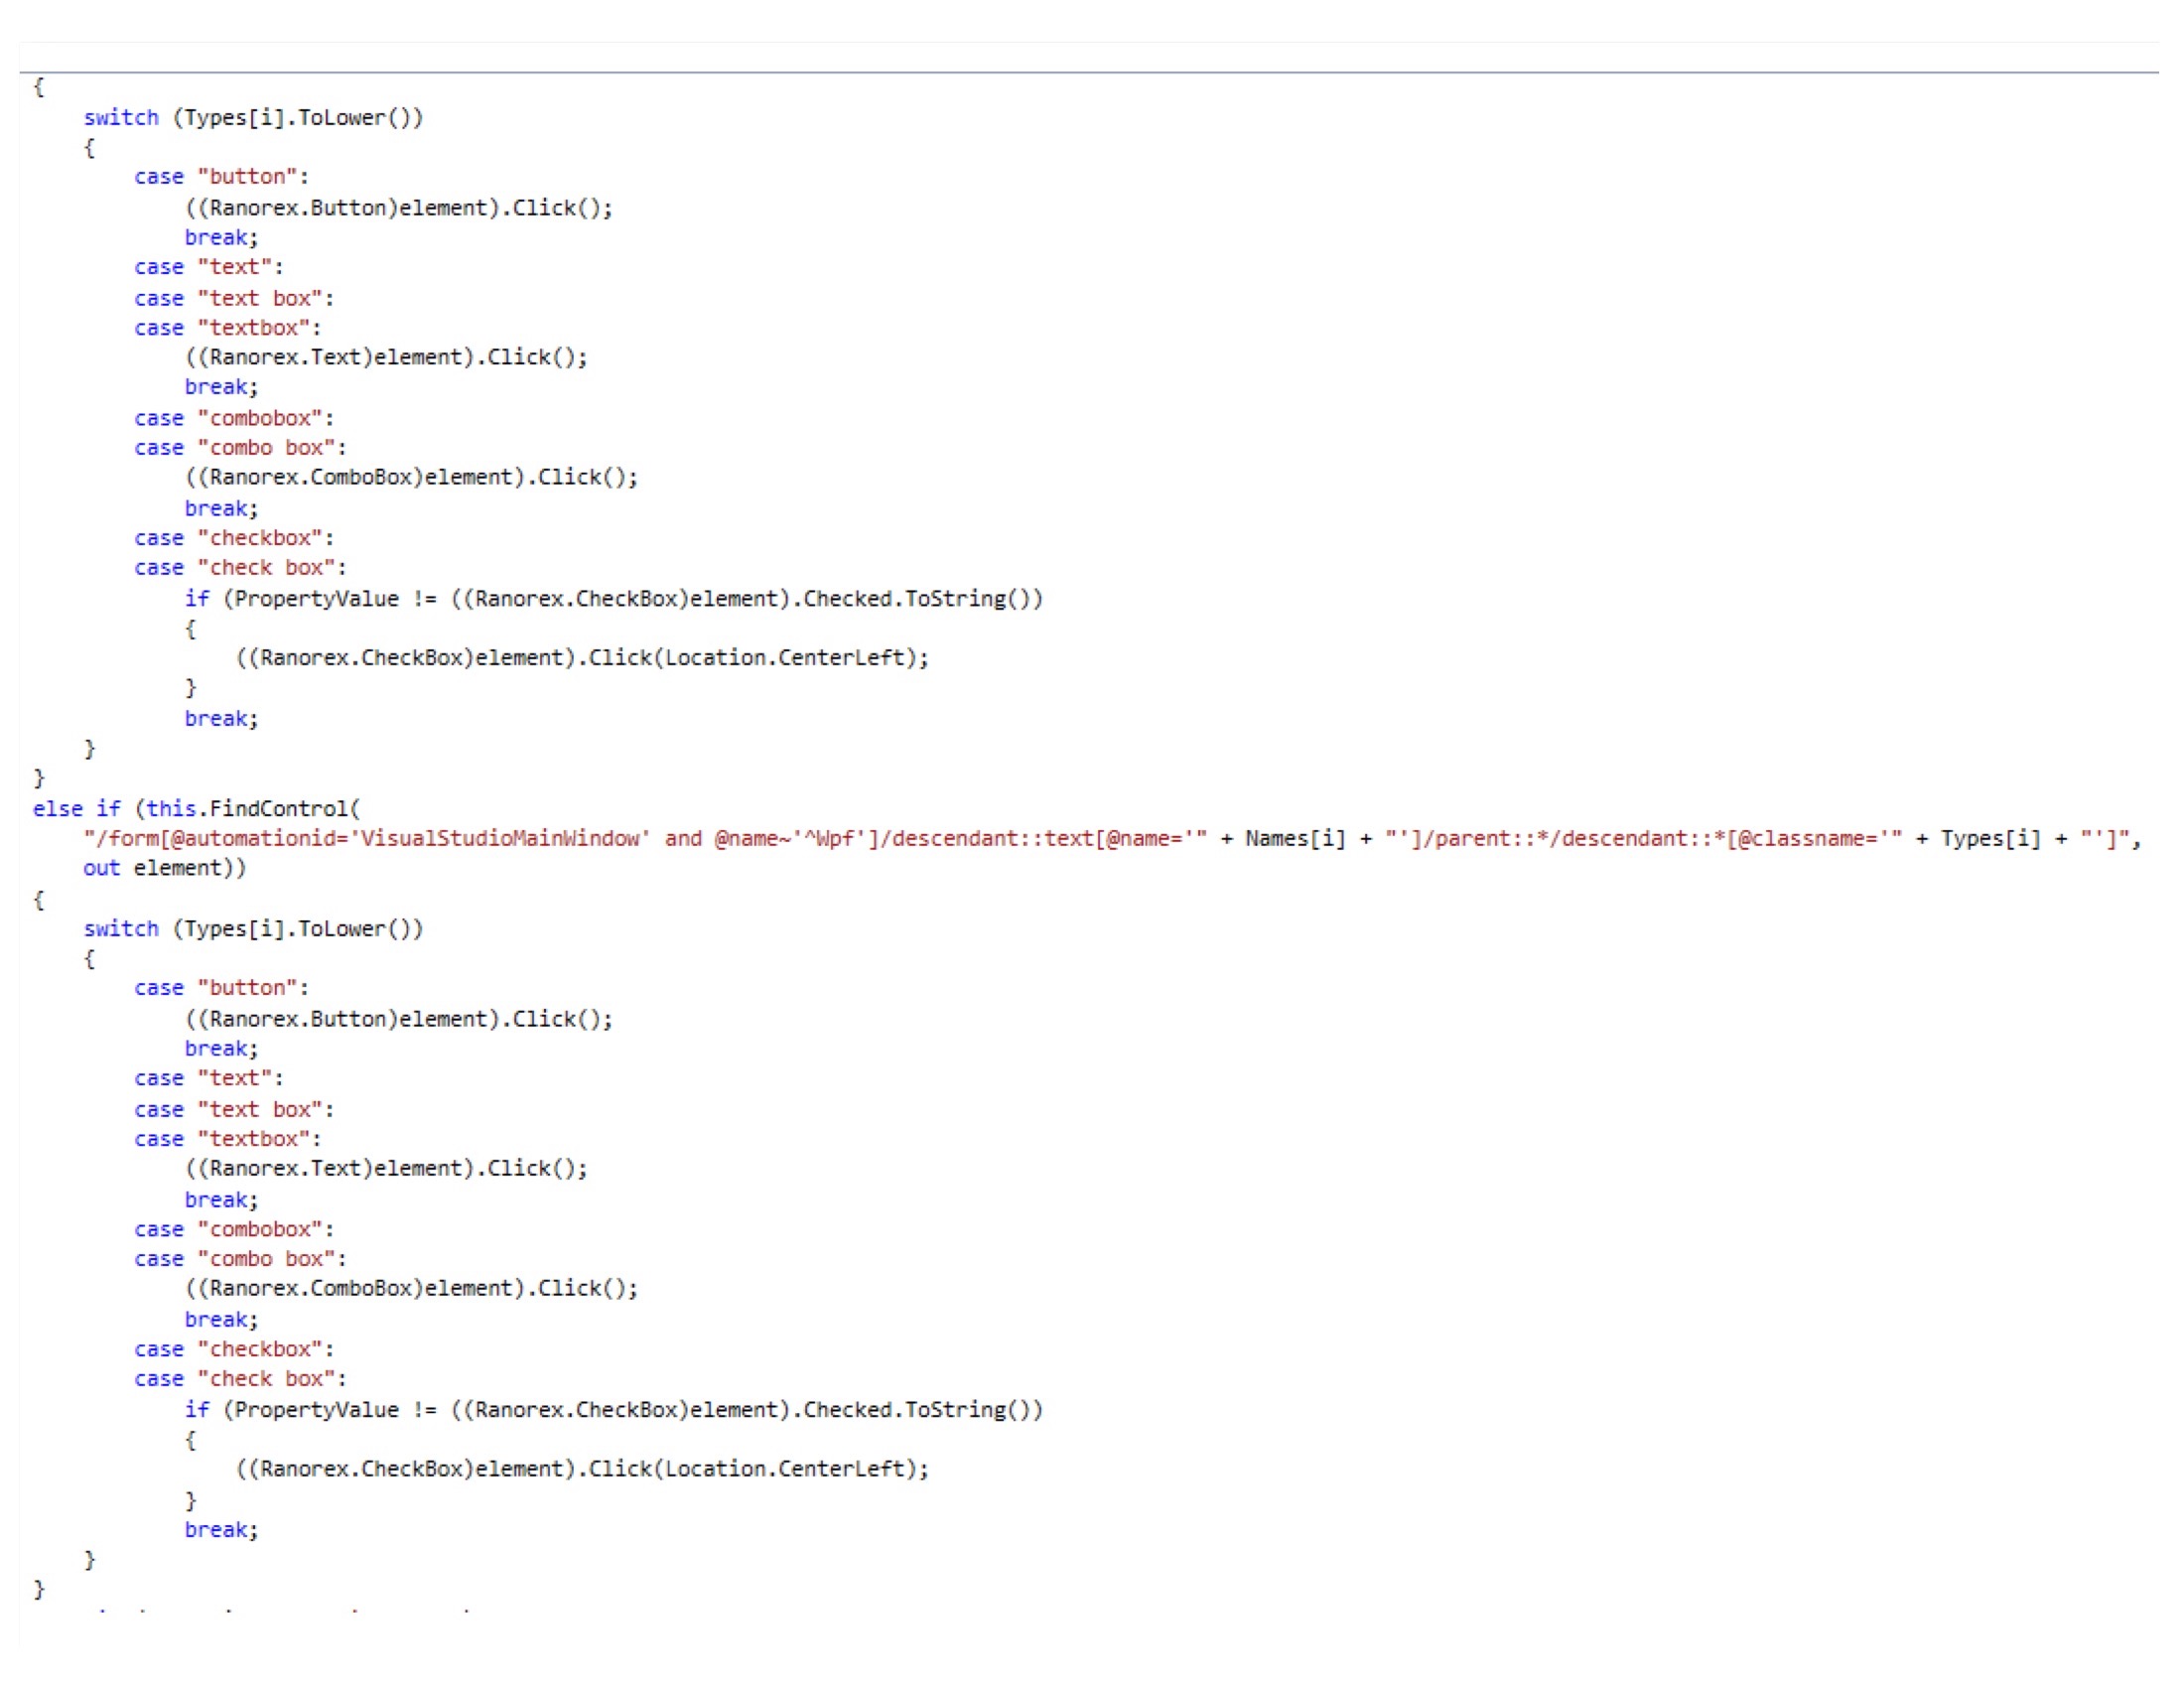 {
switch (Types[i].ToLower())
{
case "button":
((Ranorex.Button)element).Click();
break;
case "text":
case "text box":
case "textbox":
((Ranorex.Text)element).Click();
break;
case "combobox":
case "combo box":
((Ranorex.ComboBox)element).Click();
break;
case "checkbox":
case "check box":
if (PropertyValue != ((Ranorex.CheckBox)element).Checked.ToString())
{
((Ranorex.CheckBox)element).Click(Location.CenterLeft);
}
break;
}
}
else if (this.FindControl(
"/form[@automationid='VisualStudioMainWindow' and @name~'^Wpf']/descendant::text[@name='" + Names[i] + "']/parent::*/descendant::*[@classname='" + Types[i] + "']",
out element))
{
switch (Types[i].ToLower())
{
case "button":
((Ranorex.Button)element).Click();
break;
case "text":
case "text box":
case "textbox":
((Ranorex.Text)element).Click();
break;
case "combobox":
case "combo box":
((Ranorex.ComboBox)element).Click();
break;
case "checkbox":
case "check box":
if (PropertyValue != ((Ranorex.CheckBox)element).Checked.ToString())
{
((Ranorex.CheckBox)element).Click(Location.CenterLeft);
}
break;
}
}